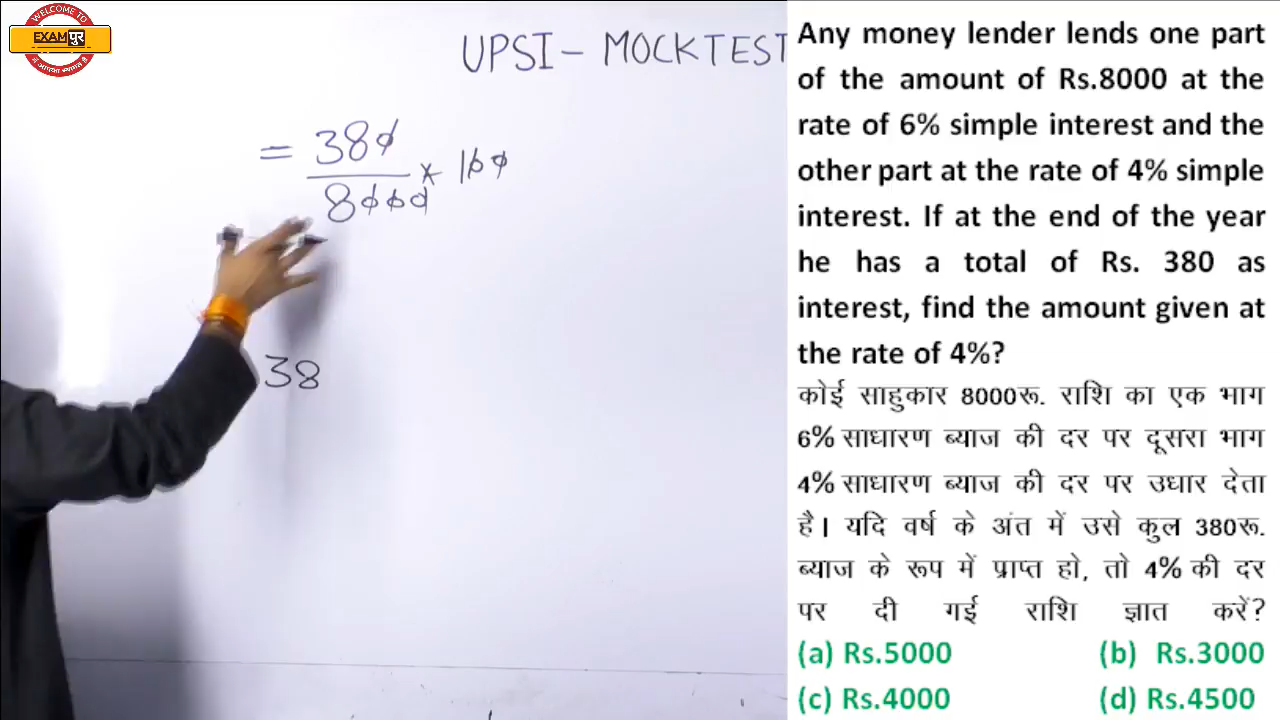 WELCOME TO
EXAMपुर
UPSI - MOCKTEST
= 380/8000 * 100
38
Any money lender lends one part
of the amount of Rs.8000 at the
rate of 6% simple interest and the
other part at the rate of 4% simple
interest. If at the end of the year
he has a total of Rs. 380 as
interest, find the amount given at
the rate of 4%?
कोई साहुकार 8000रू. राशि का एक भाग
6% साधारण ब्याज की दर पर दूसरा भाग
4% साधारण ब्याज की दर पर उधार देता
है। यदि वर्ष के अंत में उसे कुल 380रू.
ब्याज के रूप में प्राप्त हो, तो 4% की दर
पर दी गई राशि ज्ञात करें?
(a) Rs.5000 (b) Rs.3000
(c) Rs.4000 (d) Rs.4500